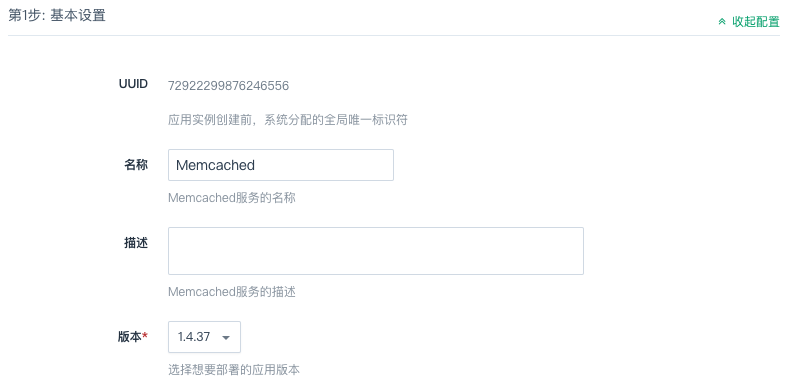 第1步: 基本设置
收起配置
UUID
72922299876246556
应用实例创建前，系统分配的全局唯一标识符
名称
Memcached
Memcached服务的名称
描述
Memcached服务的描述
版本*
1.4.37
选择想要部署的应用版本